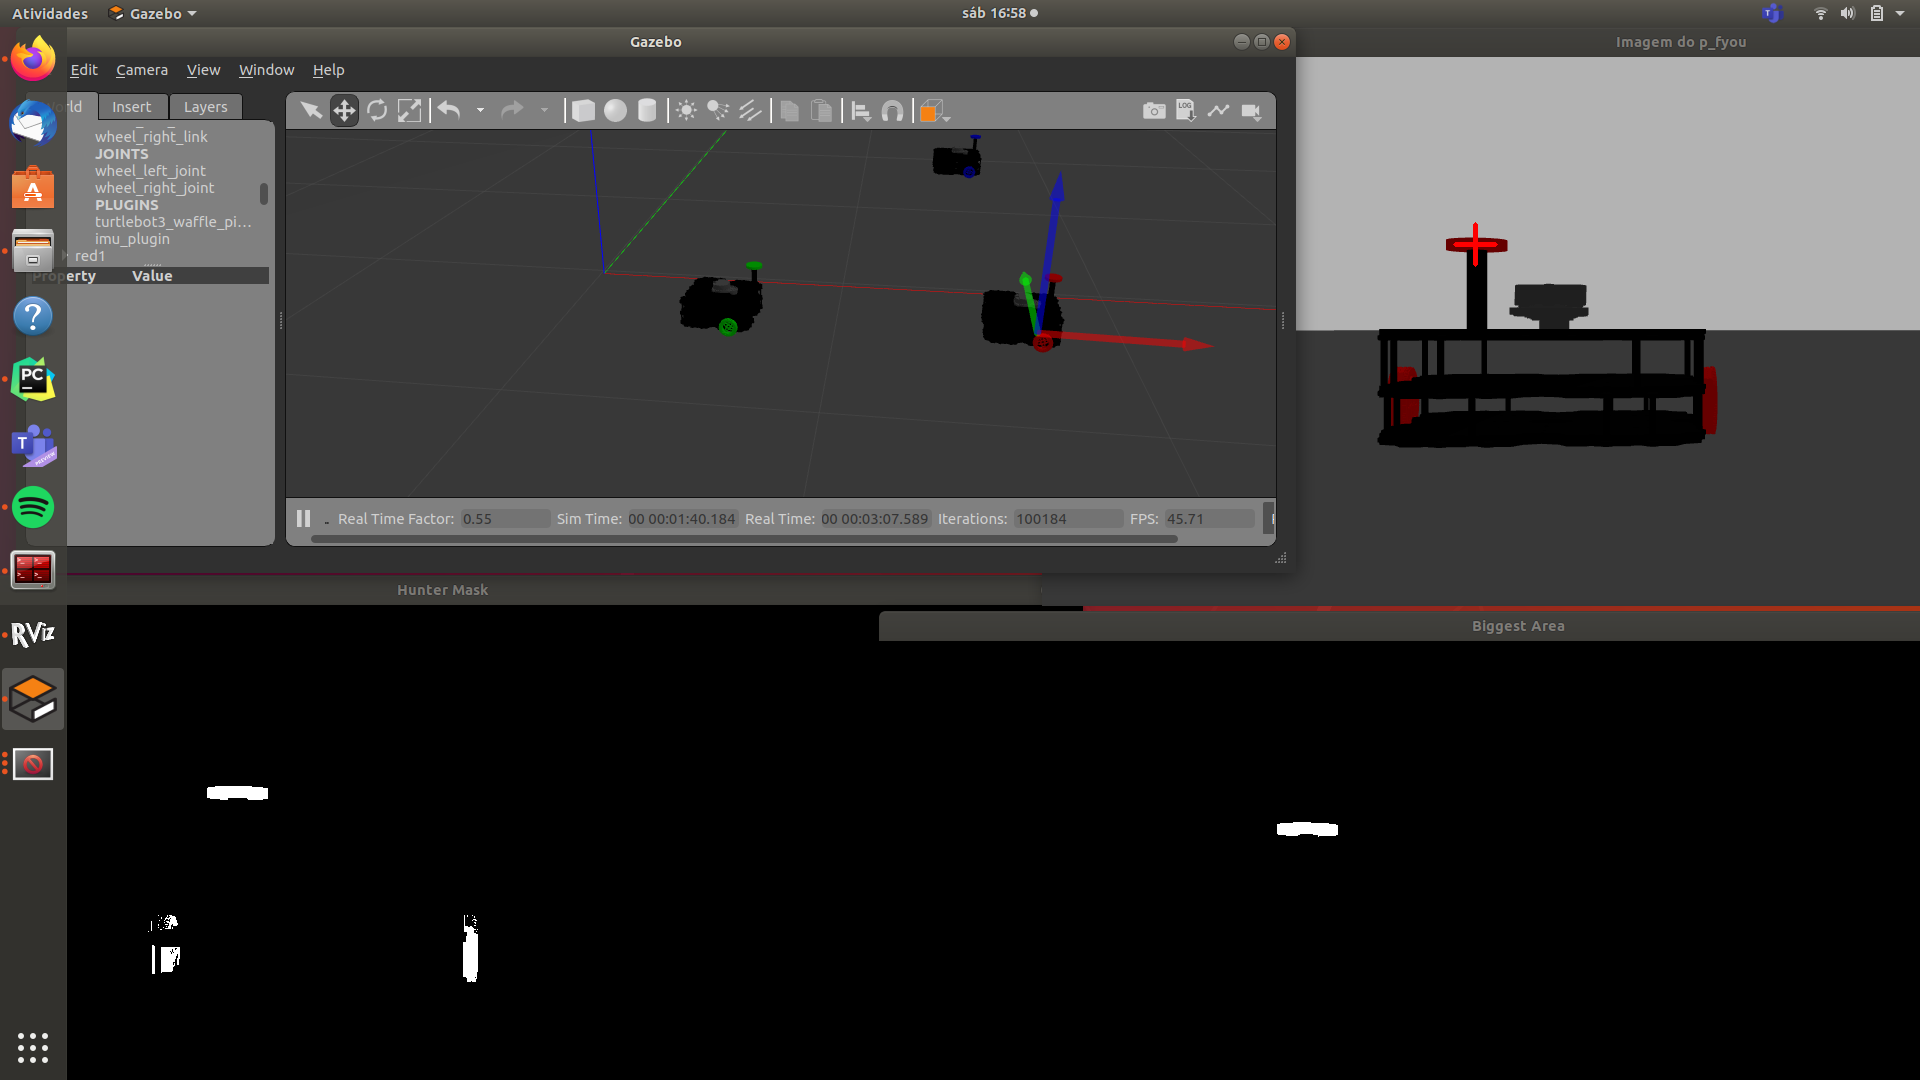 Atividades
Gazebo
sáb 16:58
Gazebo
Imagem do p_fyou
Edit
Camera
View
Window
Help
Insert
Layers
wheel_right_link
JOINTS
wheel_left_joint
wheel_right_joint
PLUGINS
turtlebot3_waffle_pi...
imu_plugin
red1
Property
Value
LOG
Real Time Factor: 0.55
Sim Time: 00 00:01:40.184
Real Time: 00 00:03:07.589
Iterations: 100184
FPS: 45.71
PC
T
PREVIEW
Hunter Mask
Biggest Area
RViz